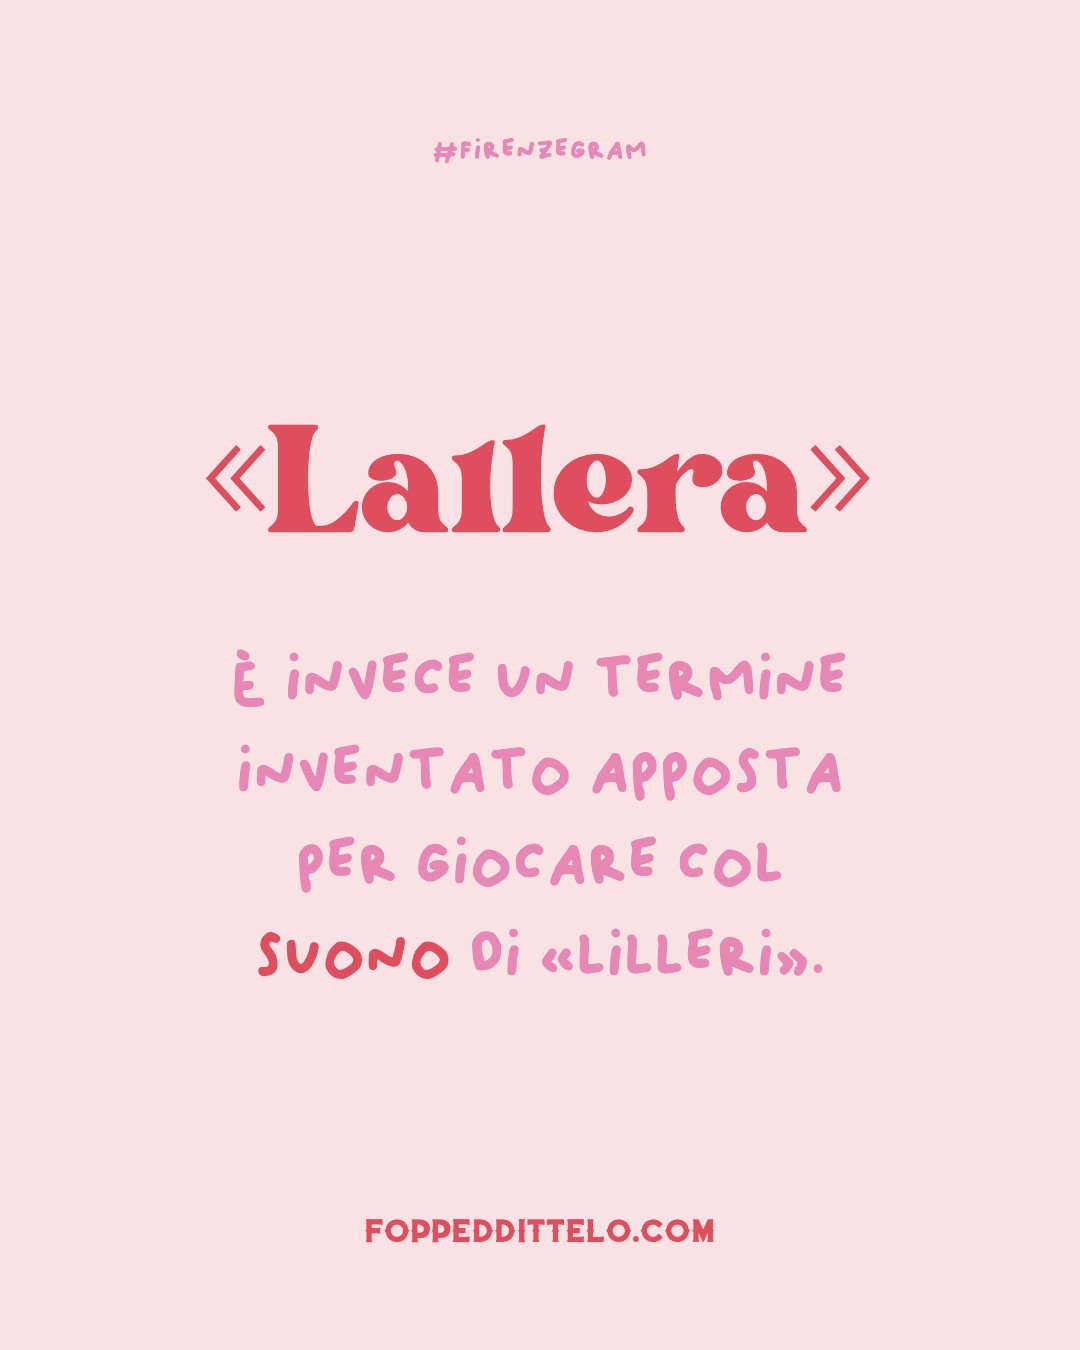 #FiRENZEGRAM
«Lallera»
È iNVECE UN TERMiNE
iNVENTATO APPOSTA
PER GiOCARE COL
SUONO Di «LiLLERi».
FOPPEDDITTELO.COM